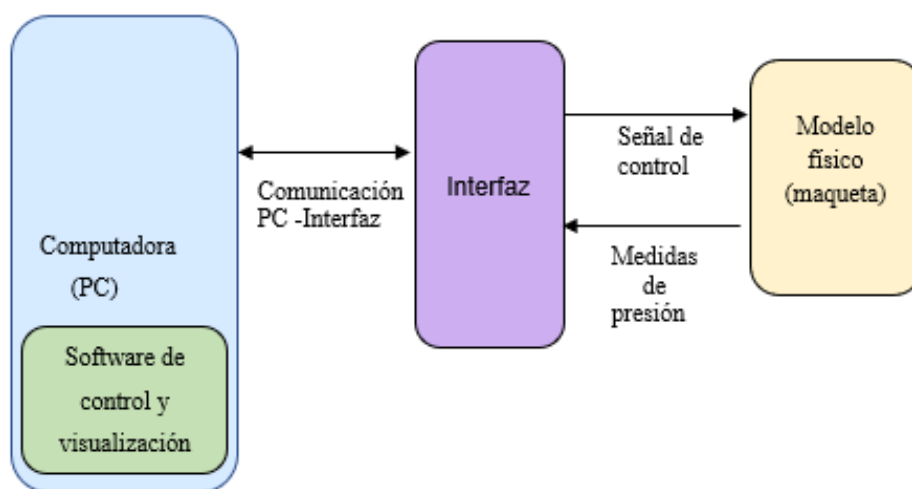 Computadora
(PC)
Software de
control y
visualización
Comunicación
PC -Interfaz
Interfaz
Señal de
control
Medidas
de
presión
Modelo
físico
(maqueta)